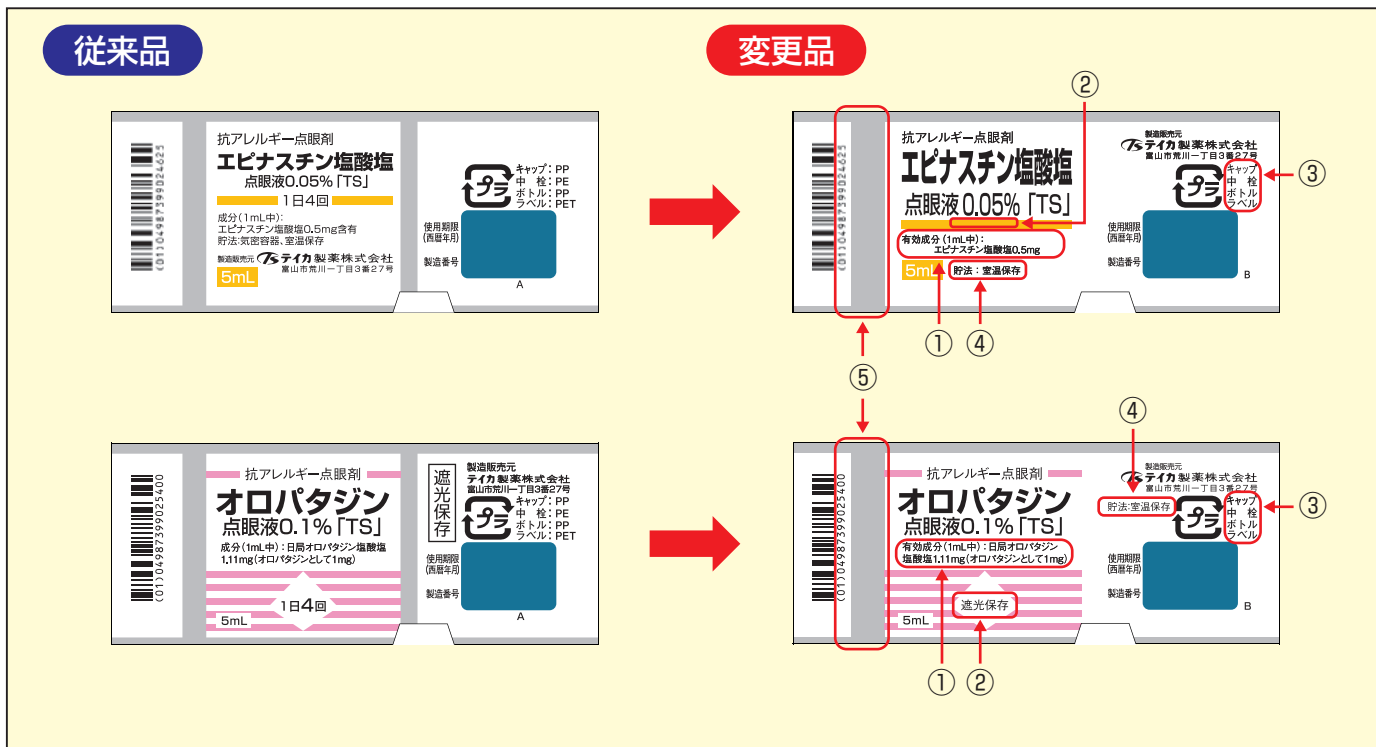 従来品
変更品
②
抗アレルギー点眼剤
エピナスチン塩酸塩
点眼液0.05%「TS」
1日4回
成分(1mL中):
エピナスチン塩酸塩0.5mg含有
貯法:気密容器、室温保存
製造販売元 テイカ製薬株式会社
富山市荒川一丁目3番27号
5mL
(01)04987399024625
プラ
キャップ:PP
中 栓:PE
ボトル:PP
ラベル:PET
使用期限
(西暦年月)
製造番号
A
(01)04987399024625
抗アレルギー点眼剤
エピナスチン塩酸塩
点眼液0.05%「TS」
有効成分(1mL中):
エピナスチン塩酸塩0.5mg
5mL
貯法:室温保存
製造販売元
テイカ製薬株式会社
富山市荒川一丁目3番27号
プラ
キャップ
中 栓
ボトル
ラベル
③
使用期限
(西暦年月)
製造番号
B
①
④
⑤
(01)04987399025400
抗アレルギー点眼剤
オロパタジン
点眼液0.1%「TS」
成分(1mL中):日局オロパタジン塩酸塩
1.11mg(オロパタジンとして1mg)
1日4回
5mL
遮光保存
製造販売元
テイカ製薬株式会社
富山市荒川一丁目3番27号
プラ
キャップ:PP
中 栓:PE
ボトル:PP
ラベル:PET
使用期限
(西暦年月)
製造番号
A
④
(01)04987399025400
抗アレルギー点眼剤
オロパタジン
点眼液0.1%「TS」
有効成分(1mL中):日局オロパタジン
塩酸塩1.11mg(オロパタジンとして1mg)
遮光保存
5mL
製造販売元
テイカ製薬株式会社
富山市荒川一丁目3番27号
貯法:室温保存
プラ
キャップ
中 栓
ボトル
ラベル
③
使用期限
(西暦年月)
製造番号
B
①
②